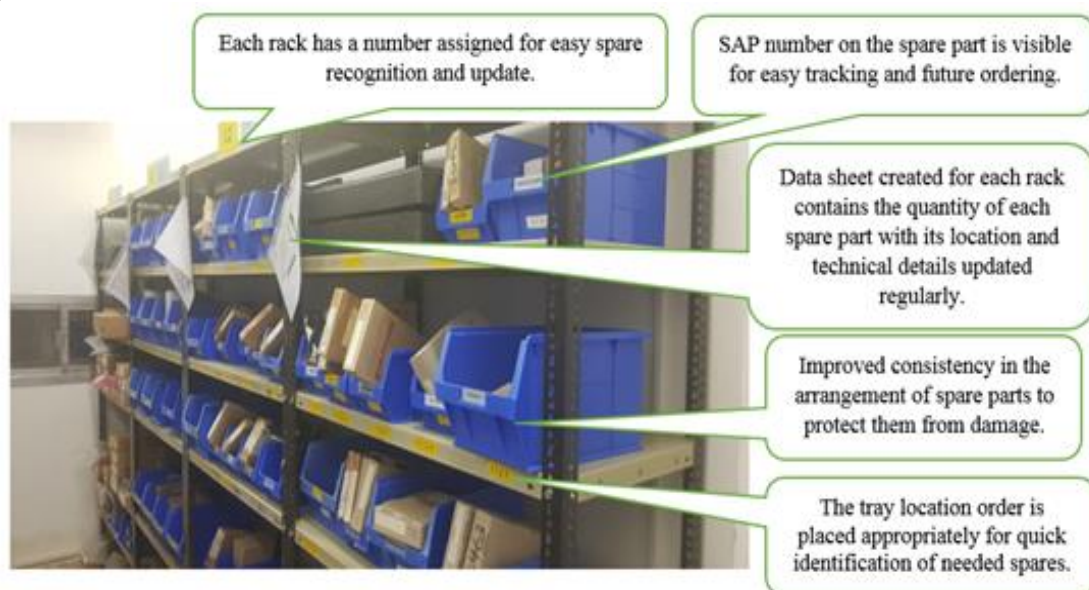 Each rack has a number assigned for easy spare
recognition and update.
SAP number on the spare part is visible
for easy tracking and future ordering.
Data sheet created for each rack
contains the quantity of each
spare part with its location and
technical details updated
regularly.
Improved consistency in the
arrangement of spare parts to
protect them from damage.
The tray location order is
placed appropriately for quick
identification of needed spares.